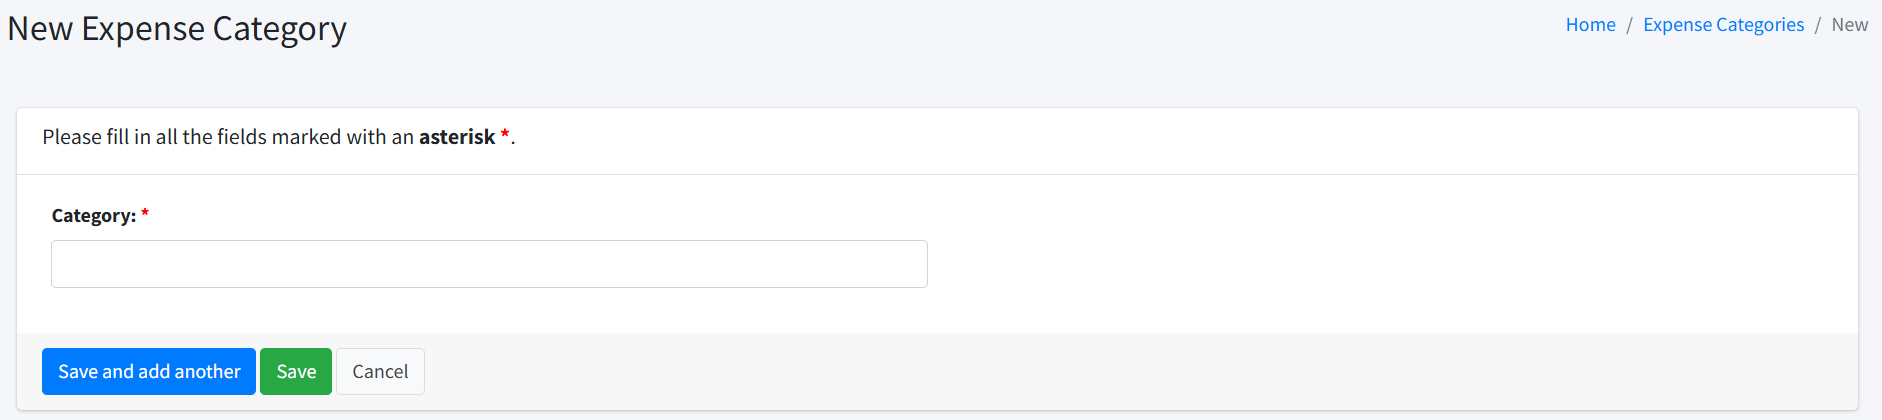 New Expense Category
Home / Expense Categories / New
Please fill in all the fields marked with an asterisk *.
Category: *
Save and add another
Save
Cancel